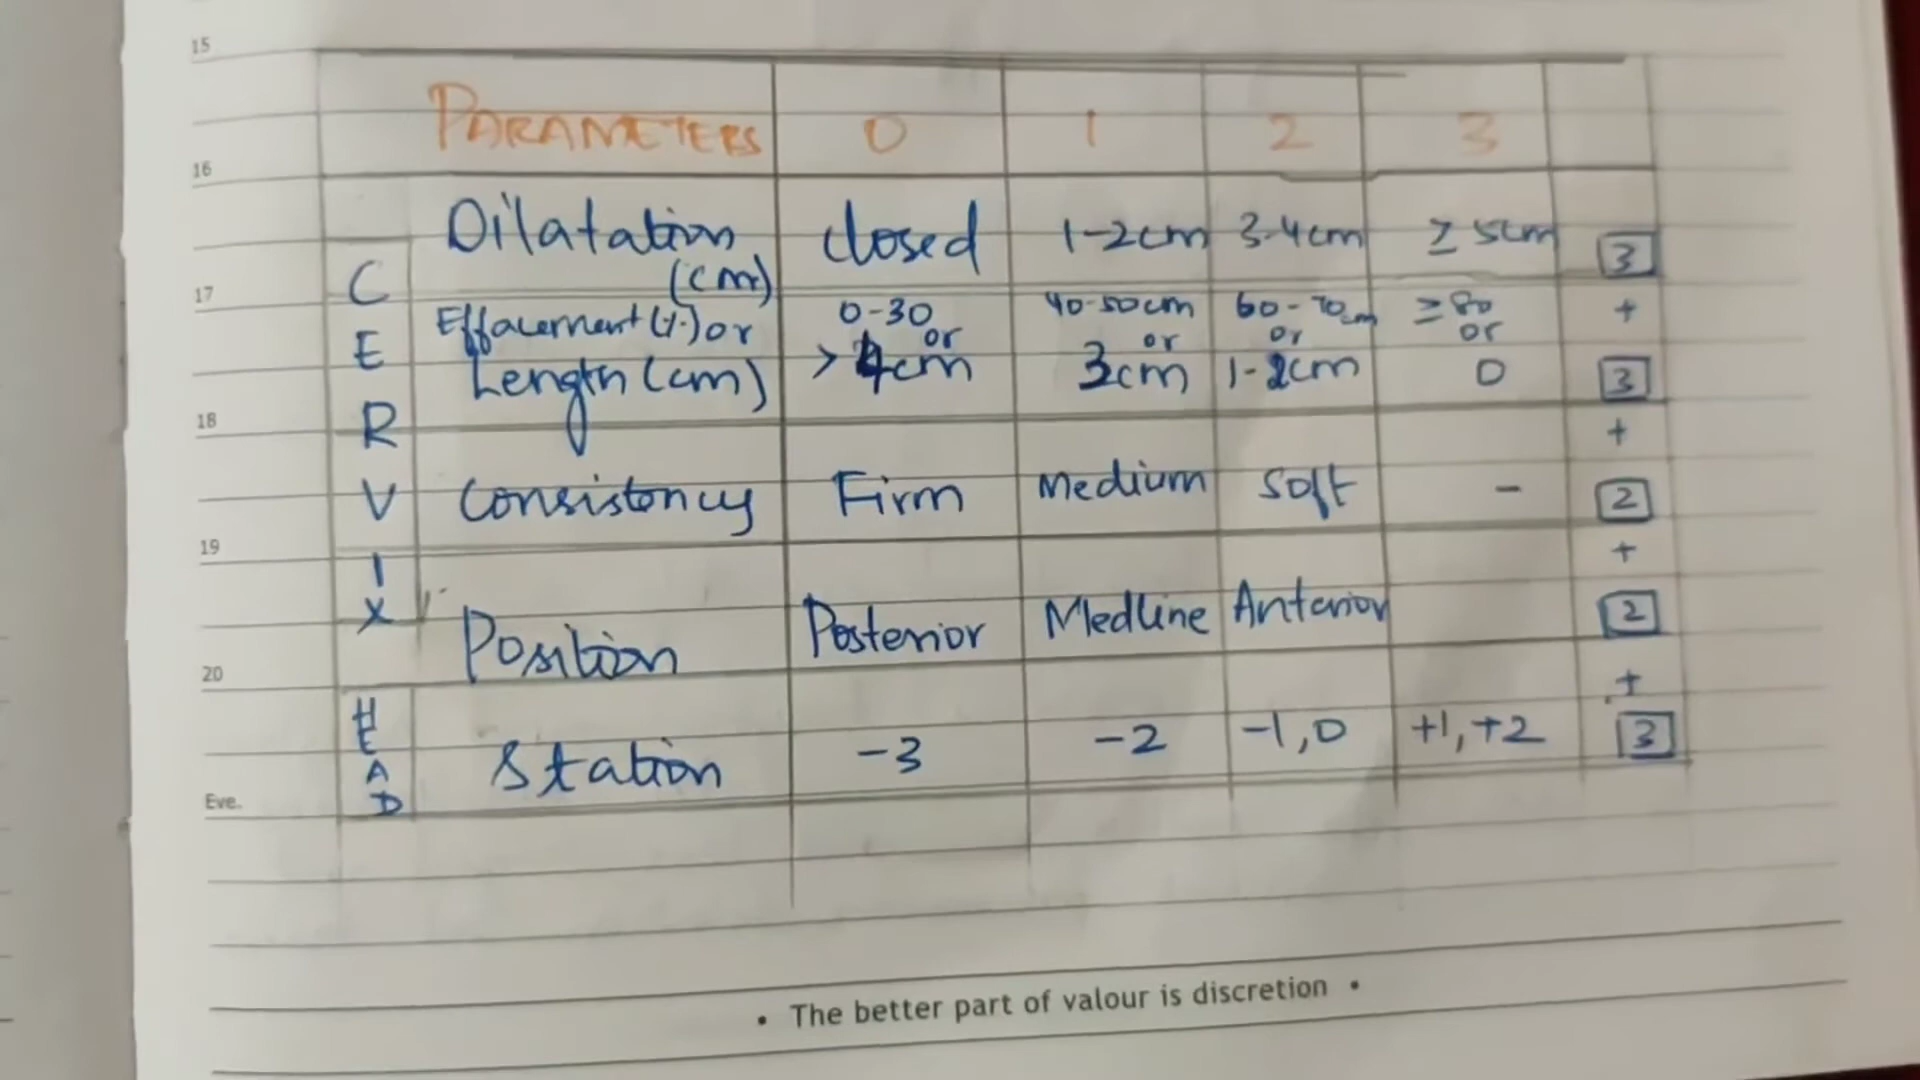 15
PARAMETERS 0 1 2 3
16
Dilatation (cm) closed 1-2cm 3-4cm ≥ 5cm 3
17
+
Effacement (%) or Length (cm) 0-30 or > 4cm 40-50cm or 3cm 60-70cm or 1-2cm ≥80 or 0 3
18
+
Consistency Firm Medium Soft - 2
19
+
Position Posterior Medline Anterior 2
20
+
Station -3 -2 -1,0 +1,+2 3
Eve.
CERVIX
HEAD
• The better part of valour is discretion •